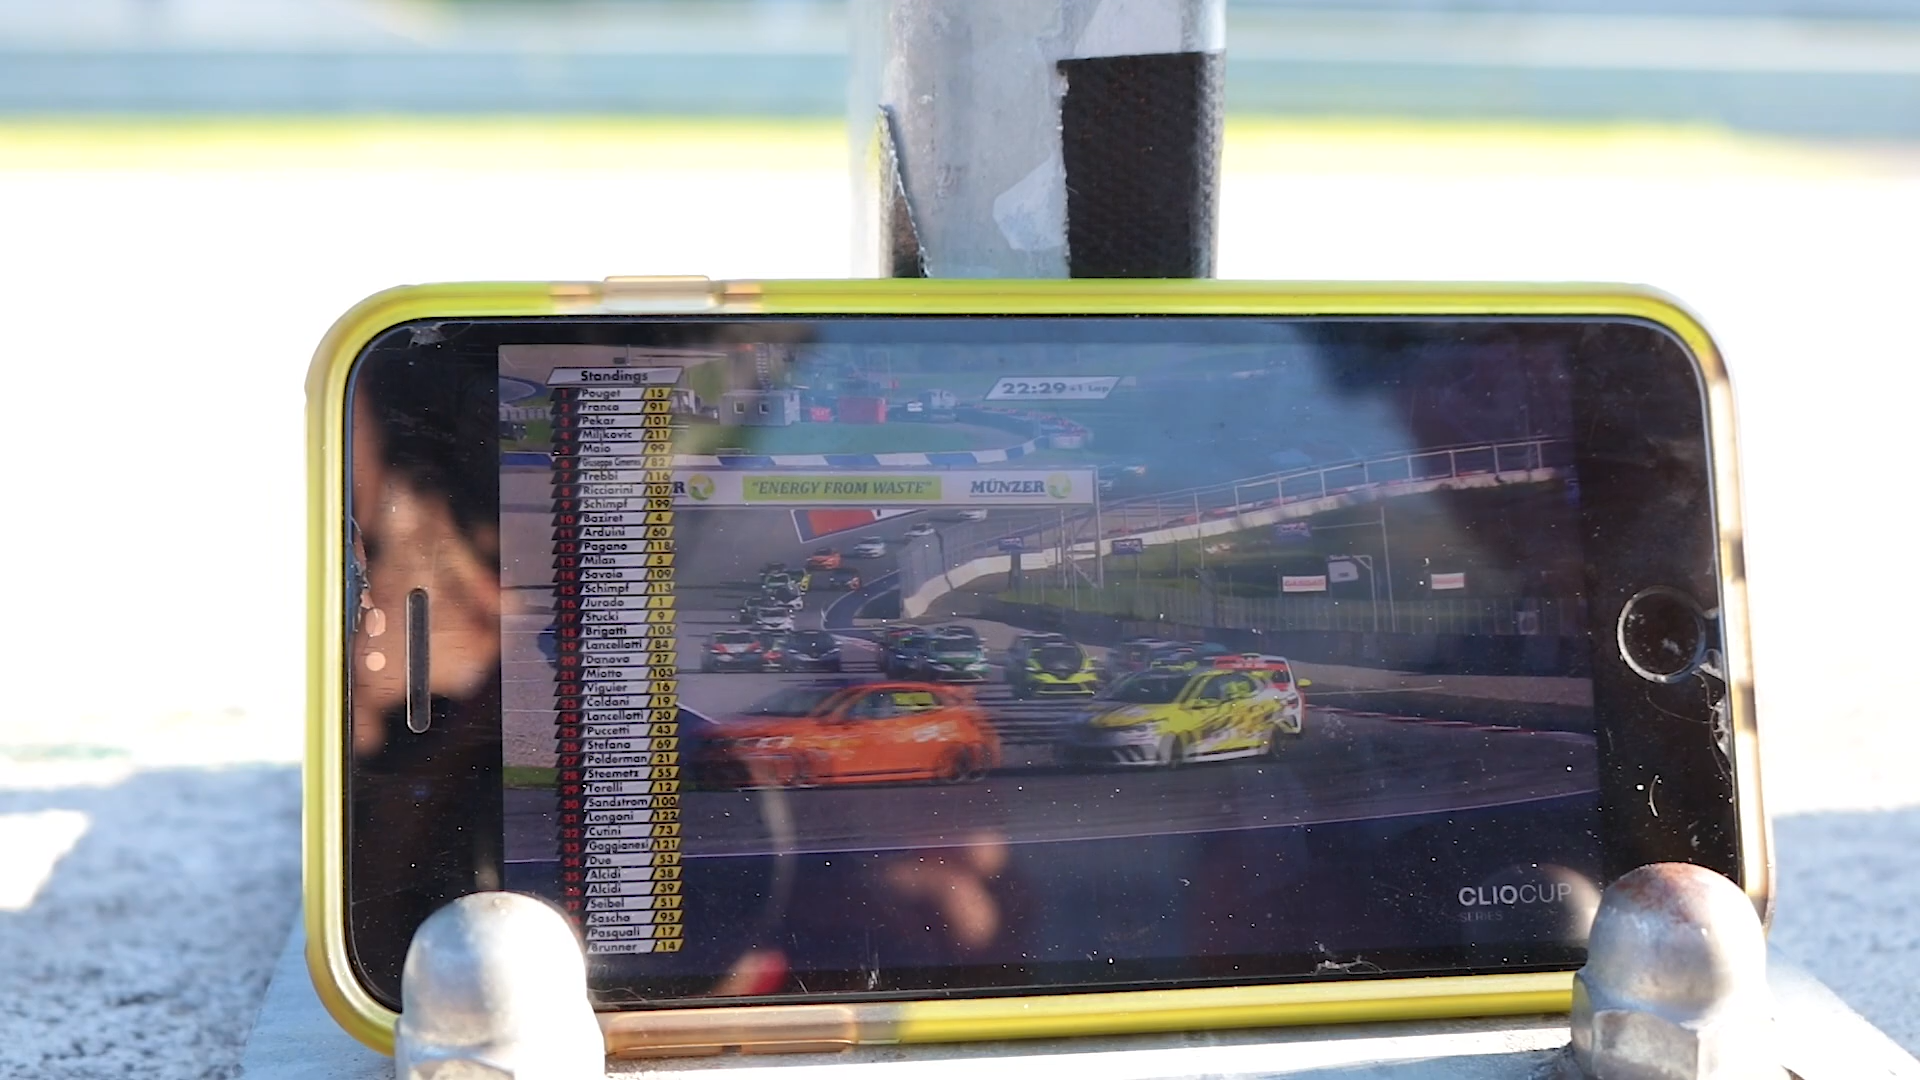 Standings
22:29 +1 Lap
1 Pouget 15
2 Franca 91
3 Pekar 101
4 Miljkovic 211
5 Maio 99
6 Giuseppe Cimenes 82
7 Trebbi 116
8 Ricciarini 107
9 Schimpf 199
10 Baziret 4
11 Arduini 60
12 Pagano 118
13 Milan 5
14 Savoia 109
15 Schimpf 113
16 Jurado 1
17 Stucki 9
18 Brigatti 105
19 Lancellotti 84
20 Danova 27
21 Miotto 103
22 Viguier 16
23 Coldani 19
24 Lancellotti 30
25 Puccetti 43
26 Stefana 69
27 Polderman 21
28 Steemetz 55
29 Torelli 12
30 Sandstrom 100
31 Longoni 122
32 Cutini 73
33 Gaggianesi 121
34 Due 53
35 Alcidi 38
36 Alcidi 39
37 Seibel 51
Sascha 95
Pasquali 17
Brunner 14
R "ENERGY FROM WASTE" MÜNZER
CLIOCUP
SERIES